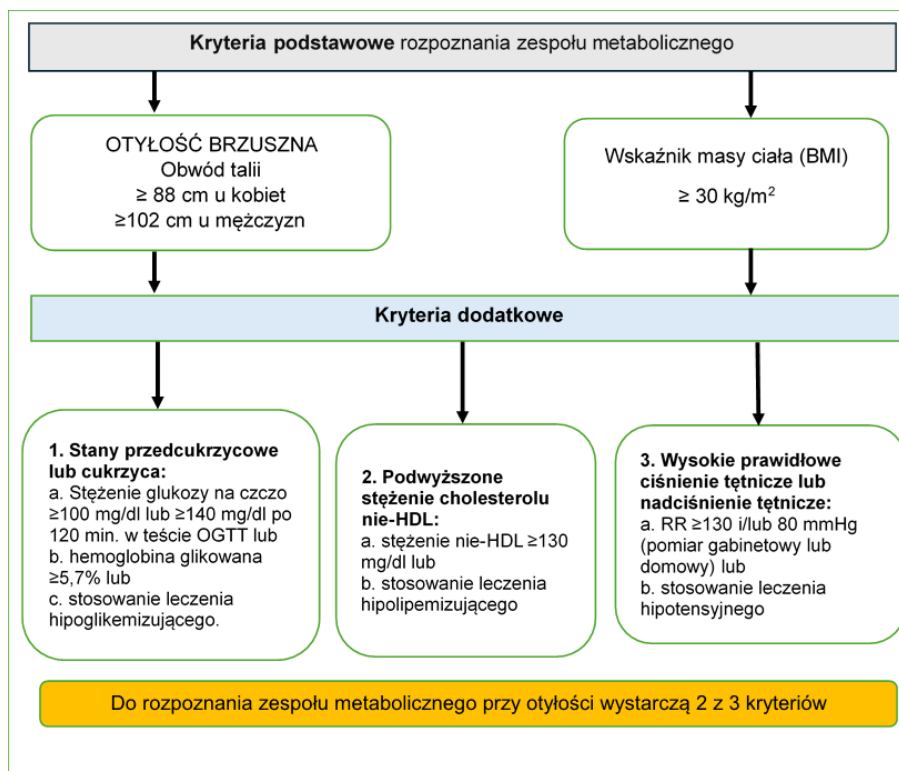 Kryteria podstawowe rozpoznania zespołu metabolicznego
OTYŁOŚĆ BRZUSZNA
Obwód talii
≥ 88 cm u kobiet
≥102 cm u mężczyzn
Wskaźnik masy ciała (BMI)
≥ 30 kg/m²
Kryteria dodatkowe
1. Stany przedcukrzycowe
lub cukrzyca:
a. Stężenie glukozy na czczo
≥100 mg/dl lub ≥140 mg/dl po
120 min. w teście OGTT lub
b. hemoglobina glikowana
≥5,7% lub
c. stosowanie leczenia
hipoglikemizującego.
2. Podwyższone
stężenie cholesterolu
nie-HDL:
a. stężenie nie-HDL ≥130
mg/dl lub
b. stosowanie leczenia
hipolipemizującego
3. Wysokie prawidłowe
ciśnienie tętnicze lub
nadciśnienie tętnicze:
a. RR ≥130 i/lub 80 mmHg
(pomiar gabinetowy lub
domowy) lub
b. stosowanie leczenia
hipotensyjnego
Do rozpoznania zespołu metabolicznego przy otyłości wystarczą 2 z 3 kryteriów